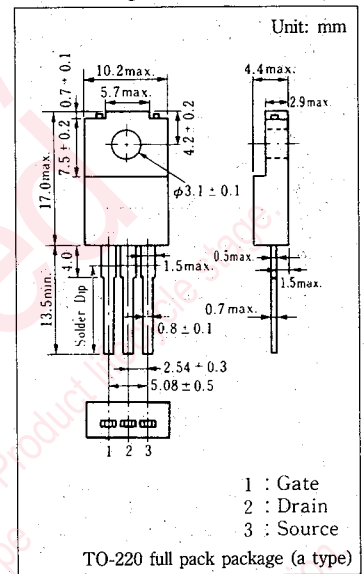 Unit: mm
10.2max.
5.7max.
4.4max.
2.9max.
0.7 ± 0.1
4.2 ± 0.2
7.5 ± 0.2
17.0max.
φ3.1 ± 0.1
4.0
13.5min.
Solder Dip
1.5max.
0.5max.
1.5max.
0.8 ± 0.1
0.7max.
2.54 ± 0.3
5.08 ± 0.5
1 2 3
1 : Gate
2 : Drain
3 : Source
TO-220 full pack package (a type)
Product lifecycle stage.